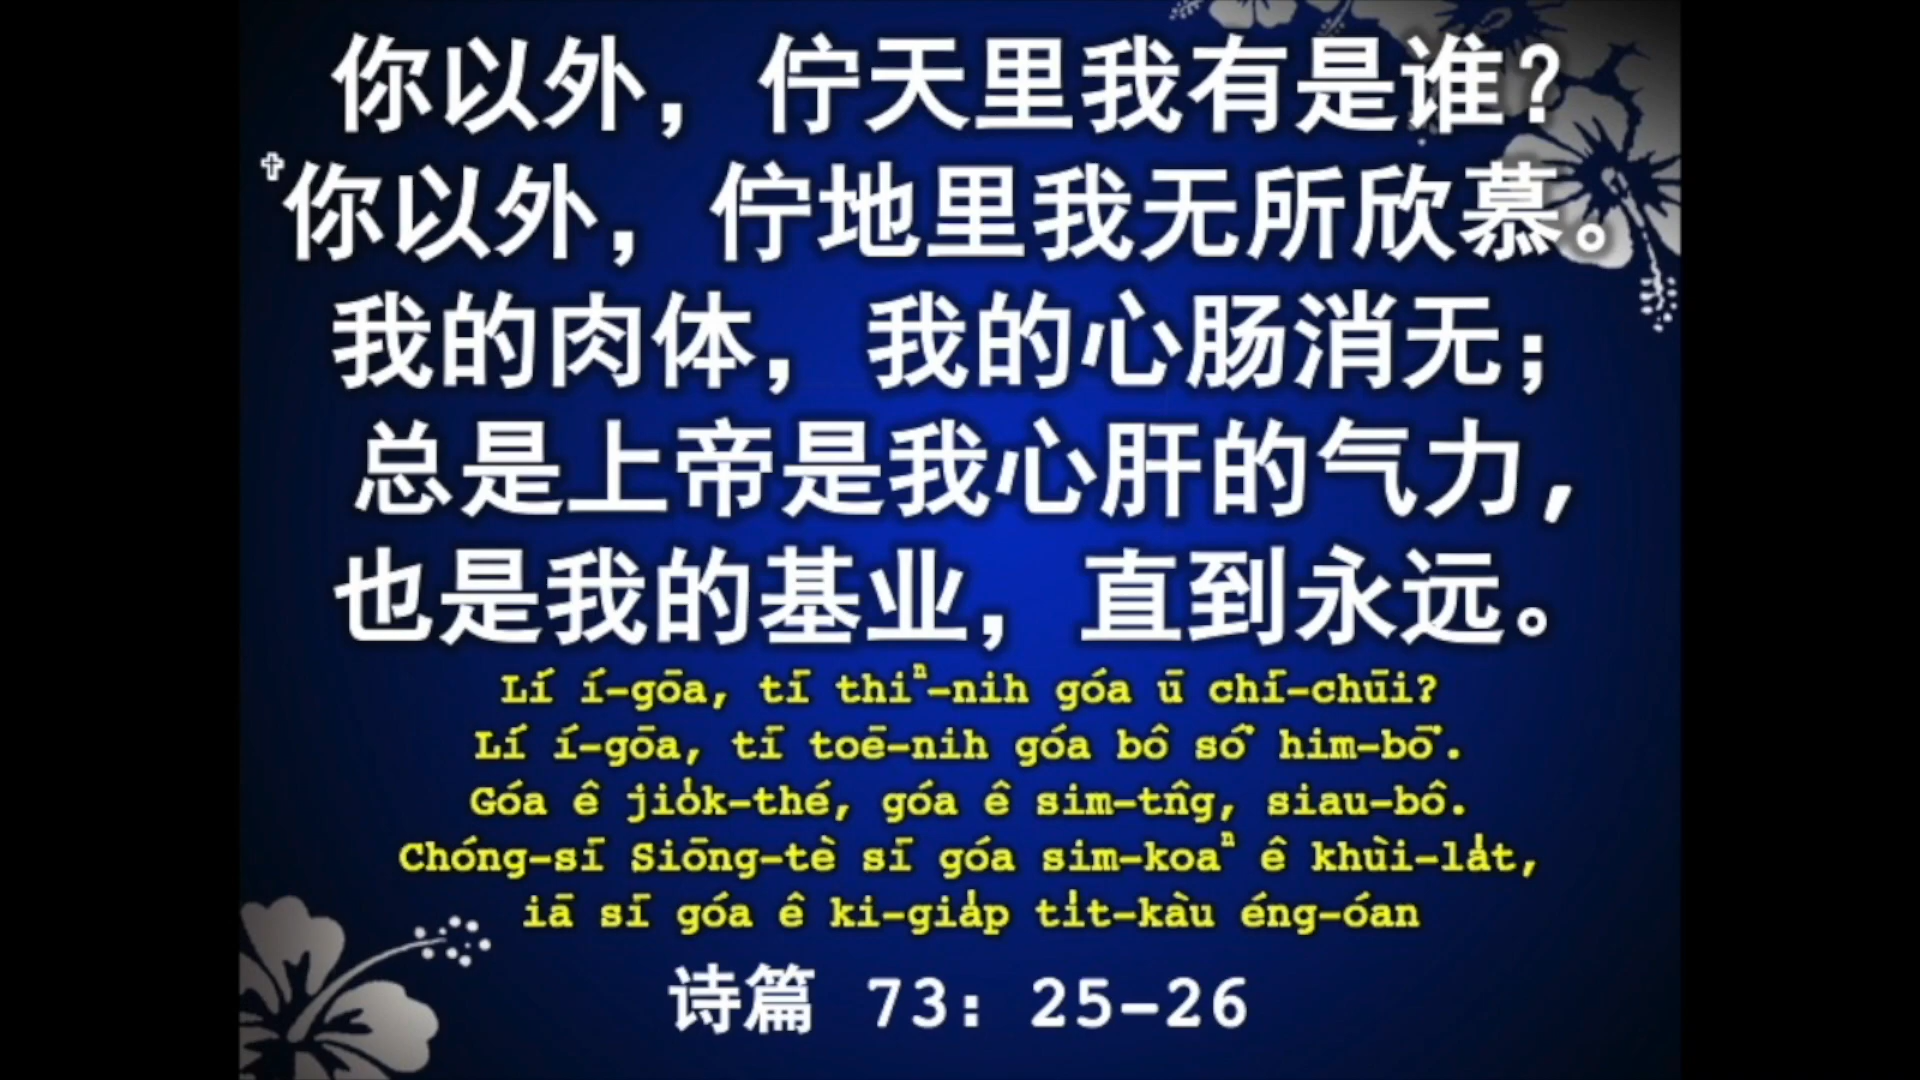 你以外，佇天里我有是谁？
你以外，佇地里我无所欣慕。
我的肉体，我的心肠消无；
总是上帝是我心肝的气力,
也是我的基业，直到永远。
Lí í-gōa, tī thiⁿ-nih góa ū chī-chūi?
Lí í-gōa, tī toē-nih góa bô só͘ him-bō͘.
Góa ê jio̍k-thé, góa ê sim-tn̂g, siau-bô.
Chóng-sī Siōng-tè sī góa sim-koaⁿ ê khùi-la̍t,
iā sī góa ê ki-gia̍p ti̍t-kàu éng-óan
诗篇 73: 25-26